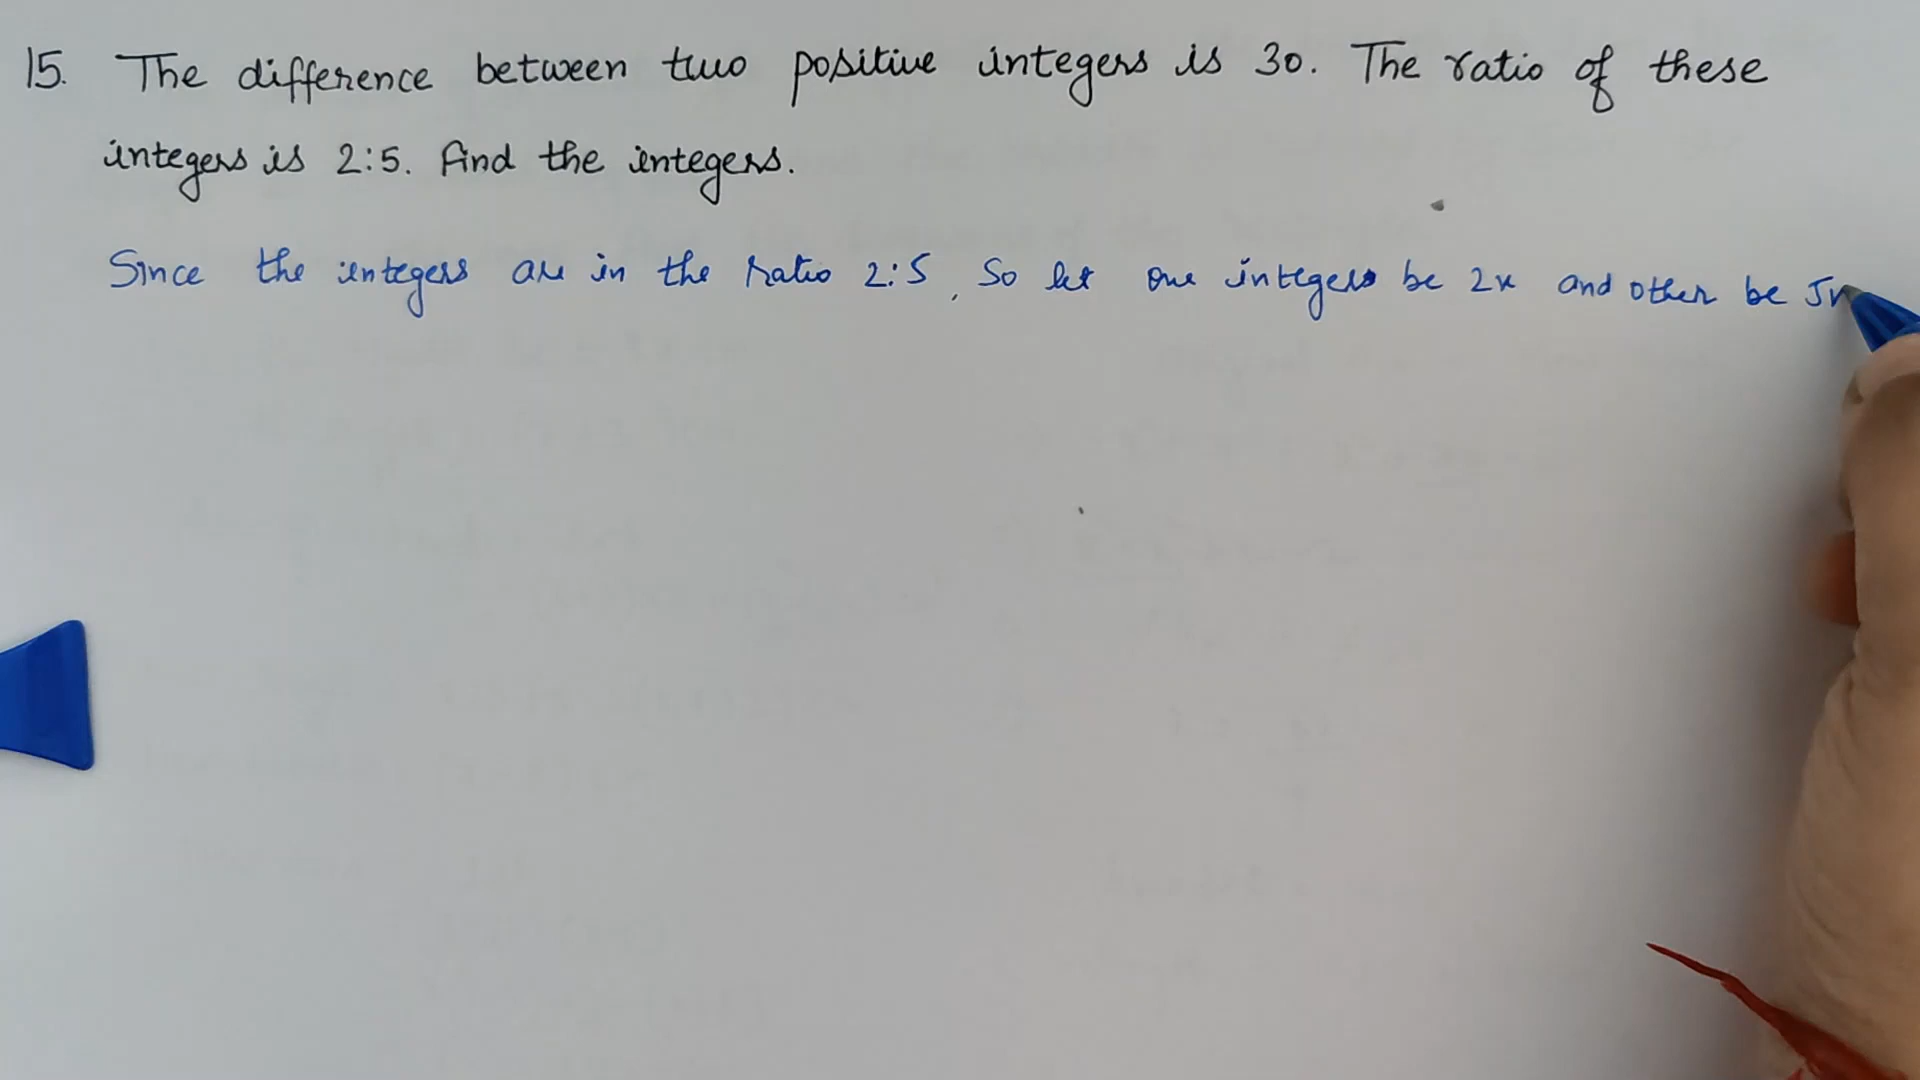 15. The difference between two positive integers is 30. The ratio of these
integers is 2:5. Find the integers.
Since the integers are in the ratio 2:5, So let one integers be 2x and other be 5x